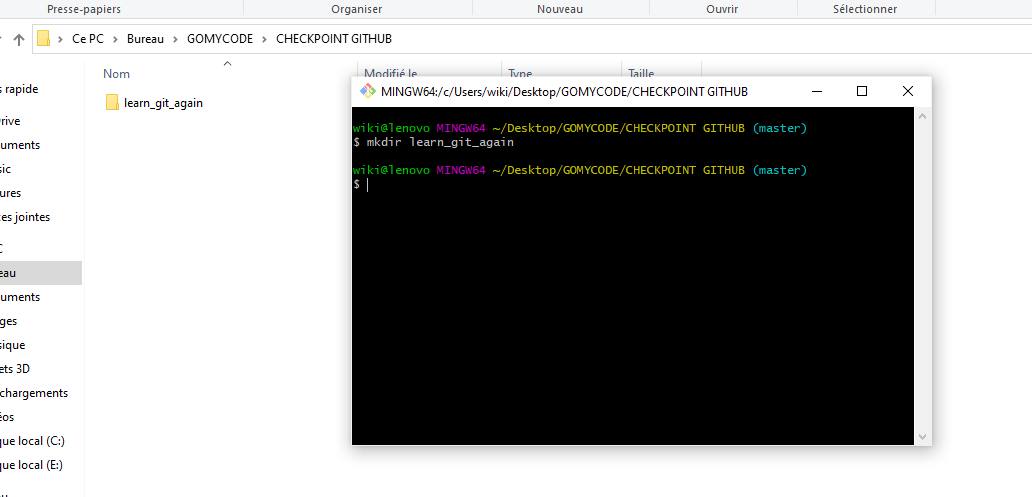 Presse-papiers Organiser Nouveau Ouvrir Sélectionner
Ce PC Bureau GOMYCODE CHECKPOINT GITHUB
Nom Modifié le Type Taille
learn_git_again
s rapide
rive
uments
sic
ures
es jointes
C
eau
uments
ges
sique
ets 3D
chargements
éos
que local (C:)
que local (E:)
MINGW64:/c/Users/wiki/Desktop/GOMYCODE/CHECKPOINT GITHUB
wiki@lenovo MINGW64 ~/Desktop/GOMYCODE/CHECKPOINT GITHUB (master)
$ mkdir learn_git_again
wiki@lenovo MINGW64 ~/Desktop/GOMYCODE/CHECKPOINT GITHUB (master)
$